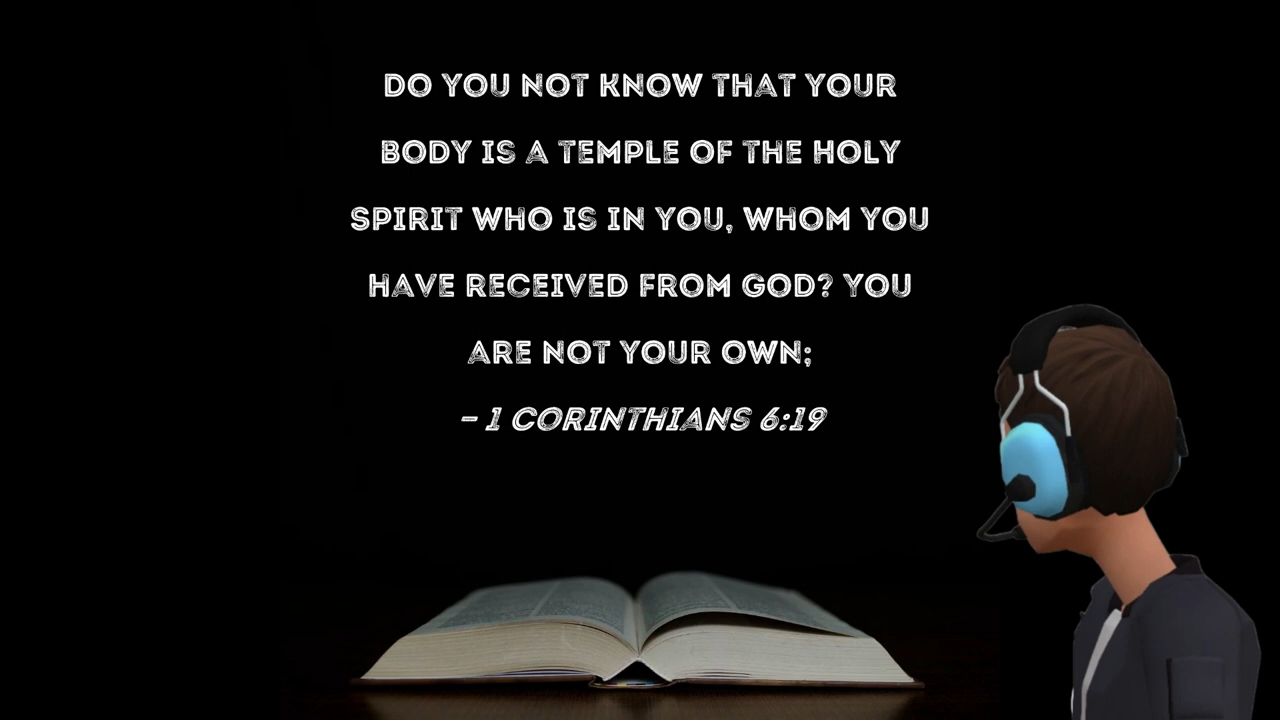 DO YOU NOT KNOW THAT YOUR
BODY IS A TEMPLE OF THE HOLY
SPIRIT WHO IS IN YOU, WHOM YOU
HAVE RECEIVED FROM GOD? YOU
ARE NOT YOUR OWN;
– 1 CORINTHIANS 6:19